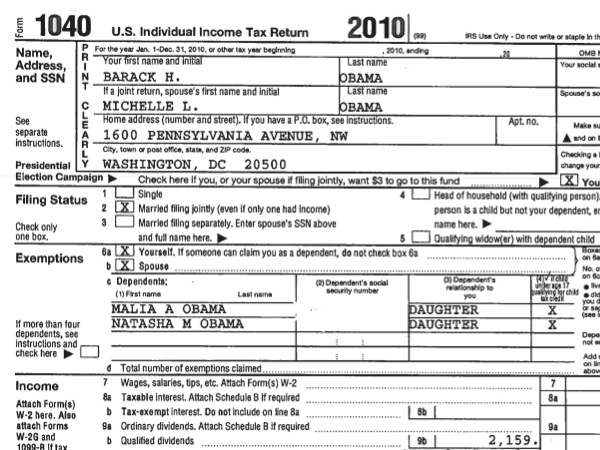 Form 1040 U.S. Individual Income Tax Return 2010 (99) IRS Use Only - Do not write or staple in th
For the year Jan. 1-Dec. 31, 2010, or other tax year beginning , 2010, ending , 20 OMB N
Name, Address, and SSN
PRINT CLEARLY
Your first name and initial Last name Your social s
BARACK H. OBAMA
If a joint return, spouse's first name and initial Last name Spouse's so
MICHELLE L. OBAMA
See separate instructions.
Home address (number and street). If you have a P.O. box, see instructions. Apt. no. Make su
1600 PENNSYLVANIA AVENUE, NW ▲ and on l
City, town or post office, state, and ZIP code. Checking a l
WASHINGTON, DC 20500 change your
Presidential Election Campaign ▶ Check here if you, or your spouse if filing jointly, want $3 to go to this fund ▶ X You
Filing Status
Check only one box.
1 Single
2 X Married filing jointly (even if only one had income)
3 Married filing separately. Enter spouse's SSN above
and full name here. ▶
4 Head of household (with qualifying person).
person is a child but not your dependent, en
name here. ▶
5 Qualifying widow(er) with dependent child
Exemptions
6a X Yourself. If someone can claim you as a dependent, do not check box 6a
b X Spouse
c Dependents:
(1) First name Last name (2) Dependent's social security number (3) Dependent's relationship to you (4) √ if child under age 17 qualifying for child tax credit
MALIA A OBAMA DAUGHTER X
NATASHA M OBAMA DAUGHTER X
If more than four dependents, see instructions and check here ▶
d Total number of exemptions claimed
Boxe
on 6a
No. o
on 6c
● live
● did
you d
or sep
(see i
Depe
not en
Add
on lin
above
Income
7 Wages, salaries, tips, etc. Attach Form(s) W-2 7
8a Taxable interest. Attach Schedule B if required 8a
b Tax-exempt interest. Do not include on line 8a 8b
9a Ordinary dividends. Attach Schedule B if required 9a
b Qualified dividends 9b 2,159.
Attach Form(s)
W-2 here. Also
attach Forms
W-2G and
1099-R if tax